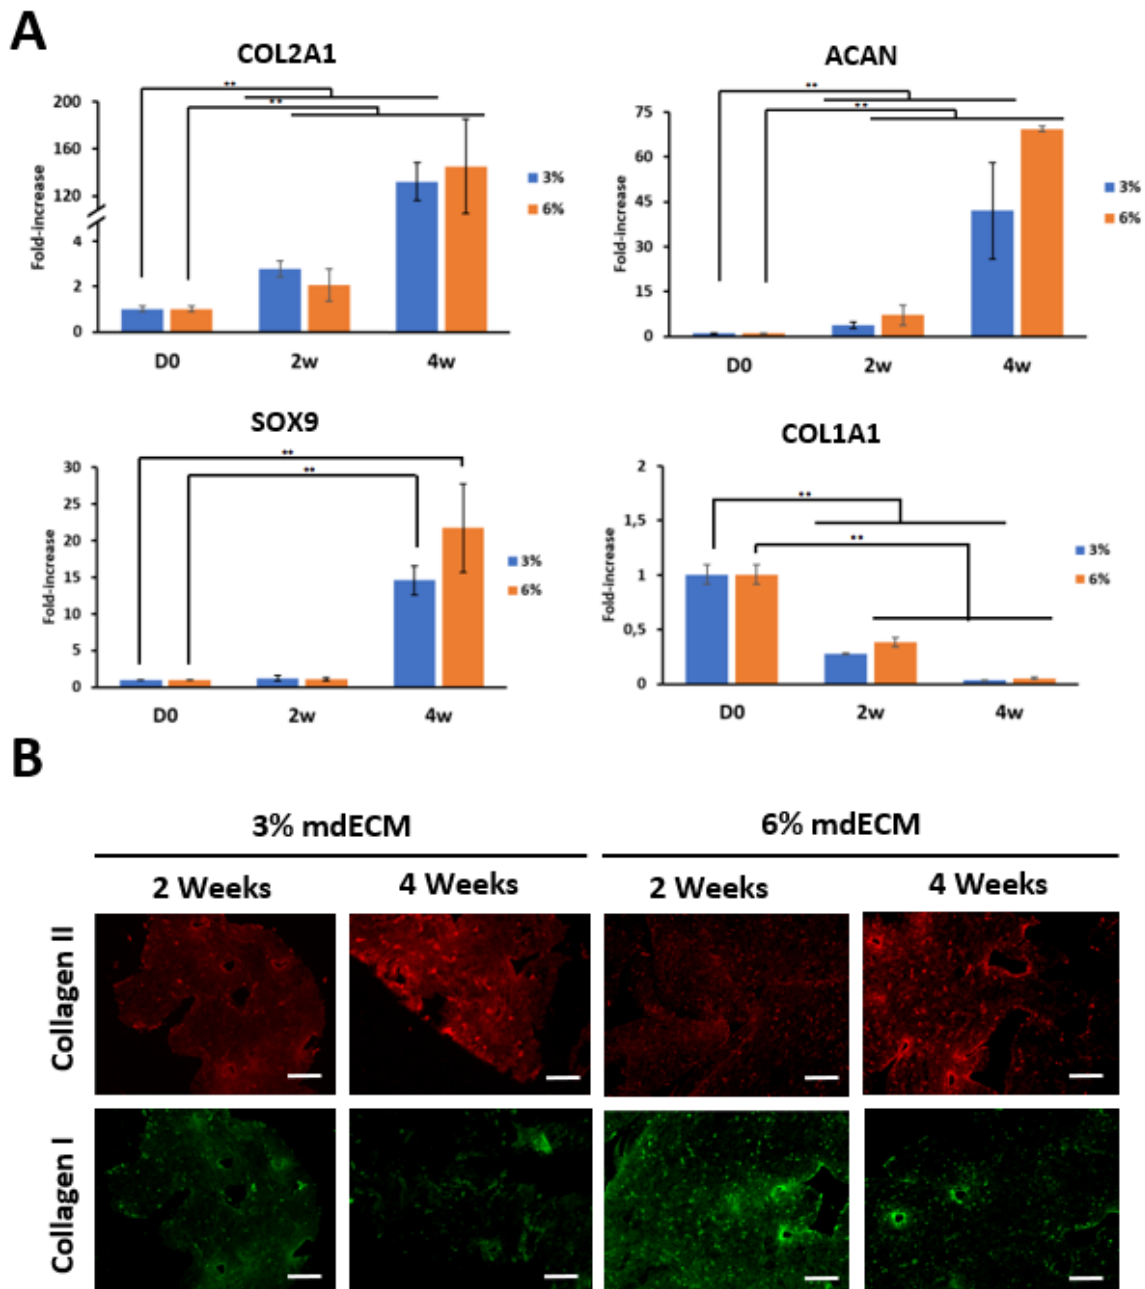 A
COL2A1
**
**
200
160
120
4
2
0
Fold-increase
D0 2w 4w
3%
6%
ACAN
**
**
75
60
45
30
15
0
Fold-increase
D0 2w 4w
3%
6%
SOX9
**
**
30
25
20
15
10
5
0
Fold-increase
D0 2w 4w
3%
6%
COL1A1
**
**
2
1,5
1
0,5
0
Fold-increase
D0 2w 4w
3%
6%
B
3% mdECM 6% mdECM
2 Weeks 4 Weeks 2 Weeks 4 Weeks
Collagen II
Collagen I